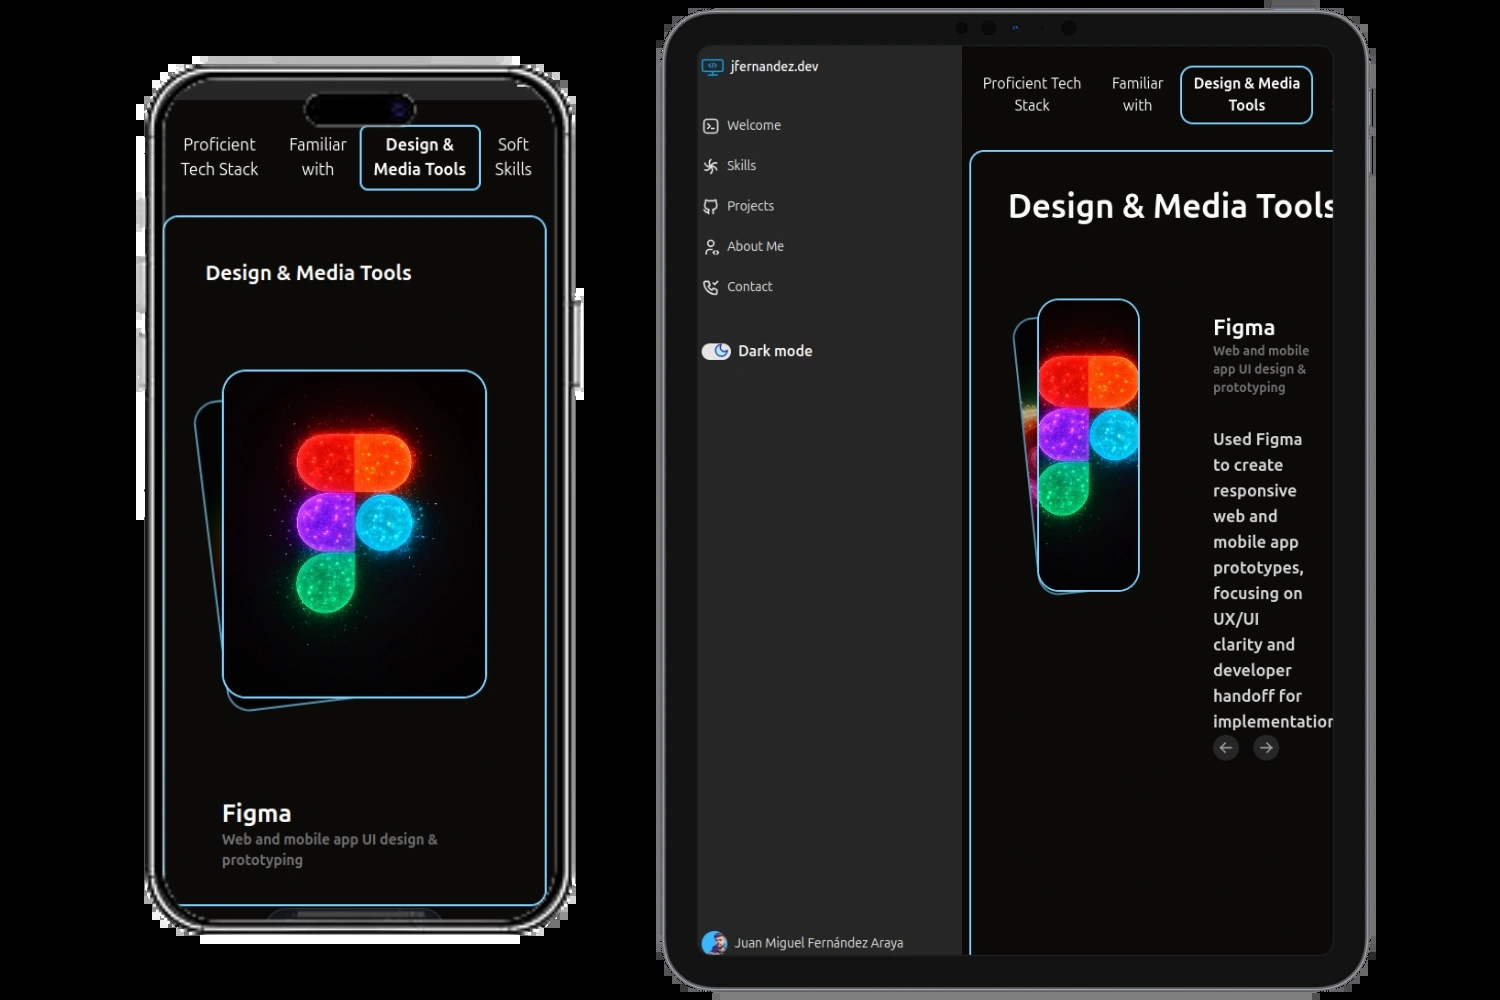 Proficient
Tech Stack
Familiar
with
Design &
Media Tools
Soft
Skills
Design & Media Tools
Figma
Web and mobile app UI design &
prototyping
jfernandez.dev
Welcome
Skills
Projects
About Me
Contact
Dark mode
Juan Miguel Fernández Araya
Proficient Tech
Stack
Familiar
with
Design & Media
Tools
Design & Media Tools
Figma
Web and mobile
app UI design &
prototyping
Used Figma
to create
responsive
web and
mobile app
prototypes,
focusing on
UX/UI
clarity and
developer
handoff for
implementation